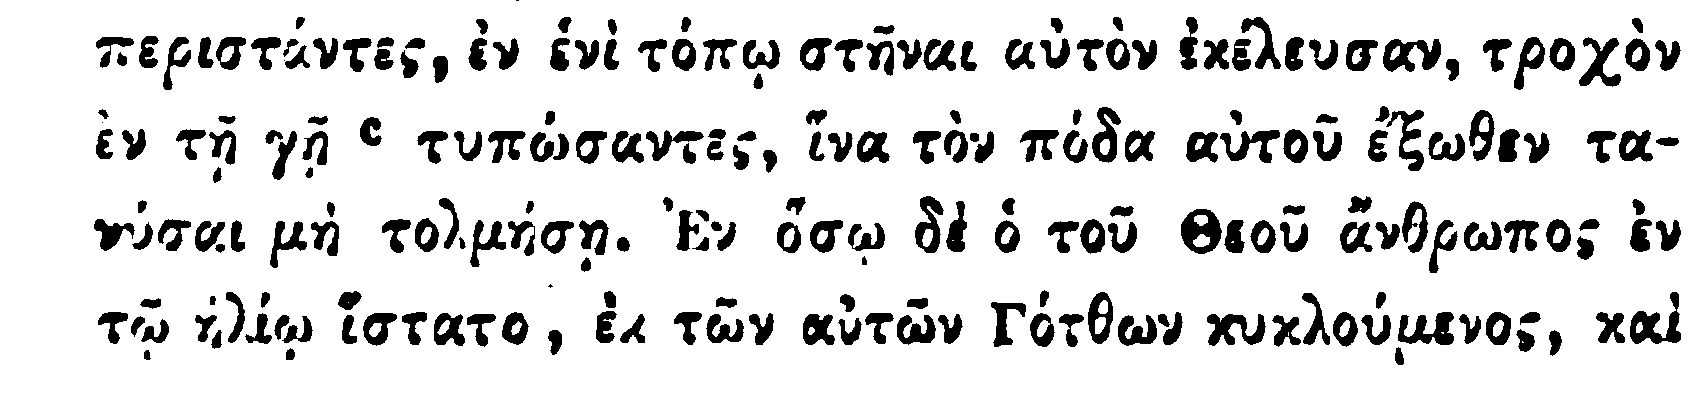 περιστάντες, ἐν ἑνὶ τόπῳ στῆναι αὐτὸν ἐκέλευσαν, τροχὸν
ἐν τῇ γῇ ᶜ τυπώσαντες, ἵνα τὸν πόδα αὐτοῦ ἔξωθεν τα-
νύσαι μὴ τολμήσῃ. Ἐν ὅσῳ δὲ ὁ τοῦ Θεοῦ ἄνθρωπος ἐν
τῷ ἡλίῳ ἵστατο, ἐκ τῶν αὐτῶν Γότθων κυκλούμενος, καὶ